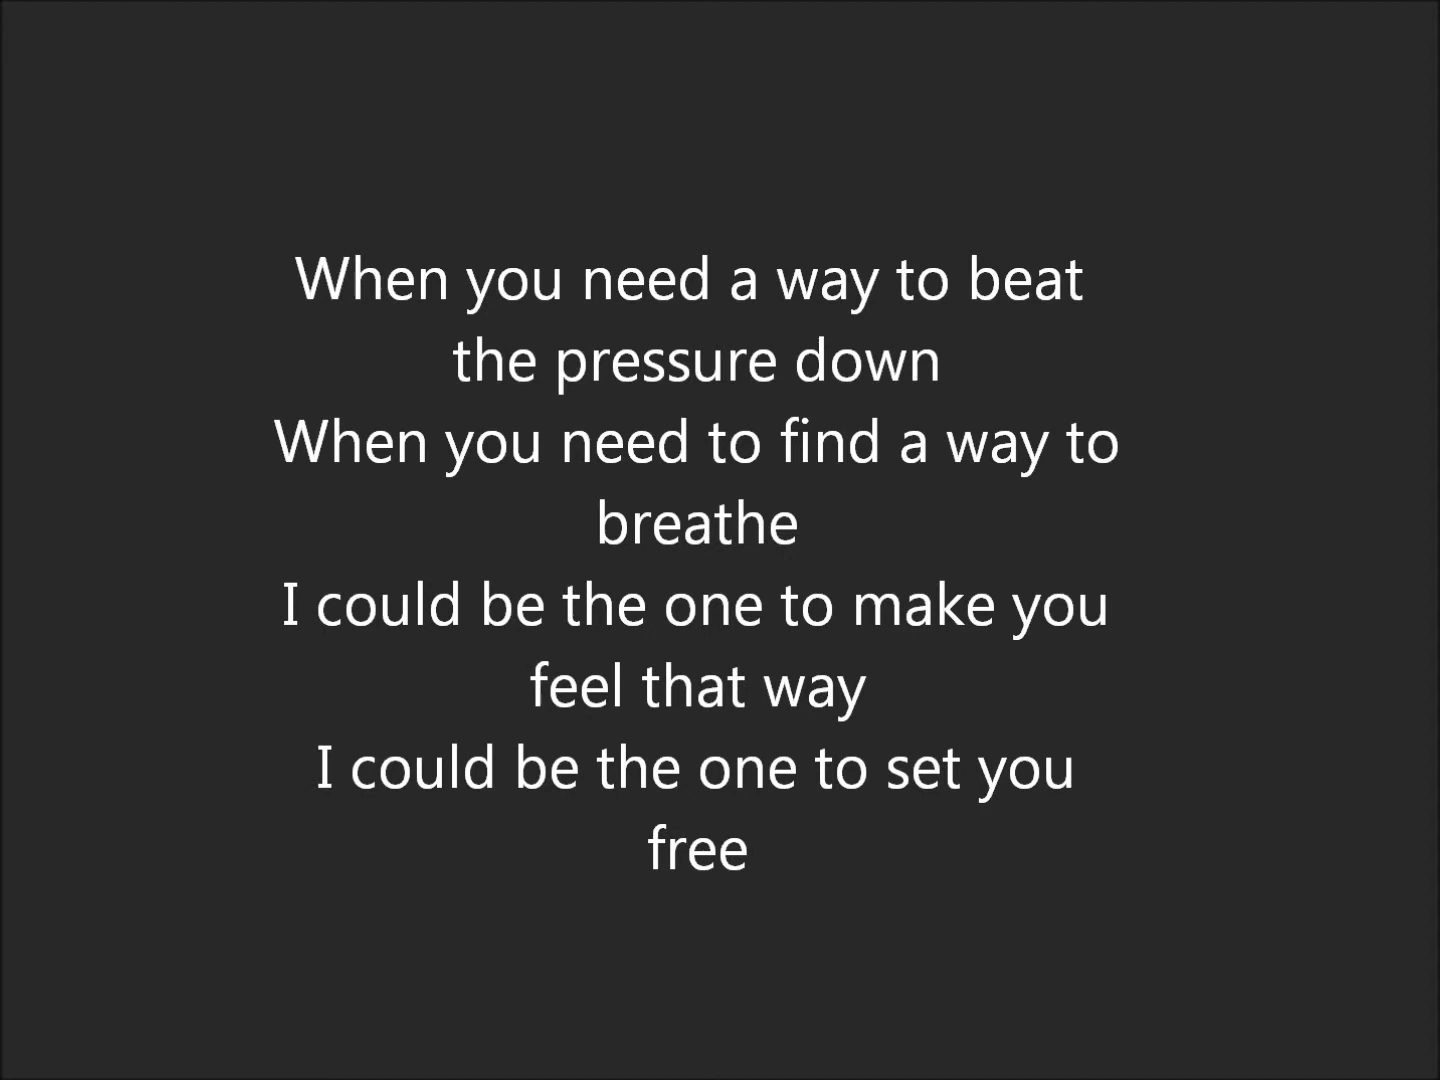 When you need a way to beat
the pressure down
When you need to find a way to
breathe
I could be the one to make you
feel that way
I could be the one to set you
free